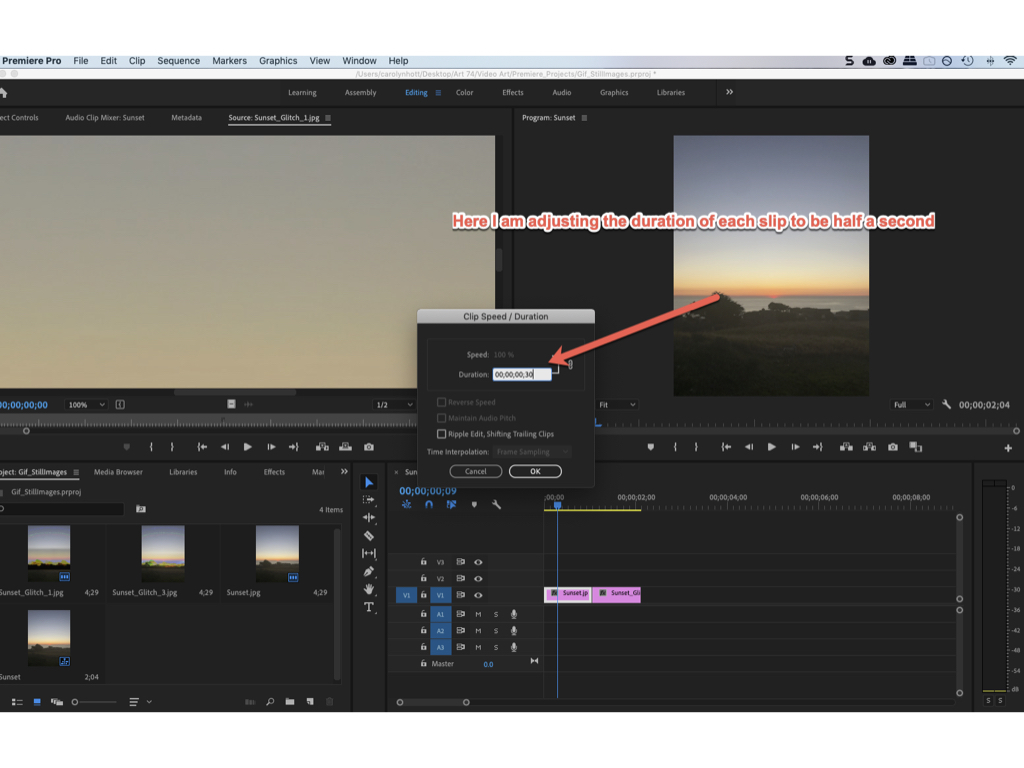 Premiere Pro File Edit Clip Sequence Markers Graphics View Window Help
/Users/carolynhott/Desktop/Art 74/Video Art/Premiere_Projects/Gif_StillImages.prproj *
Learning Assembly Editing Color Effects Audio Graphics Libraries
ect Controls Audio Clip Mixer: Sunset Metadata Source: Sunset_Glitch_1.jpg Program: Sunset
Here I am adjusting the duration of each slip to be half a second
Clip Speed / Duration
Speed: 100 %
Duration: 00;00;00;30
Reverse Speed
Maintain Audio Pitch
Ripple Edit, Shifting Trailing Clips
Time Interpolation: Frame Sampling
Cancel OK
00;00;00;00 100% 1/2 Fit Full 00;00;02;04
oject: Gif_StillImages Media Browser Libraries Info Effects Mar
Gif_StillImages.prproj
4 Items
Sunset_Glitch_1.jpg 4;29 Sunset_Glitch_3.jpg 4;29 Sunset.jpg 4;29
Sunset 2;04
× Sun
00;00;00;09
;00;00 00;00;02;00 00;00;04;00 00;00;06;00 00;00;08;00
V3
V2
V1 V1 Sunset.jp Sunset_Gli
A1 M S
A2 M S
A3 M S
Master 0.0
0
-6
-12
-18
-24
-30
-36
-42
-48
-54
dB
S S